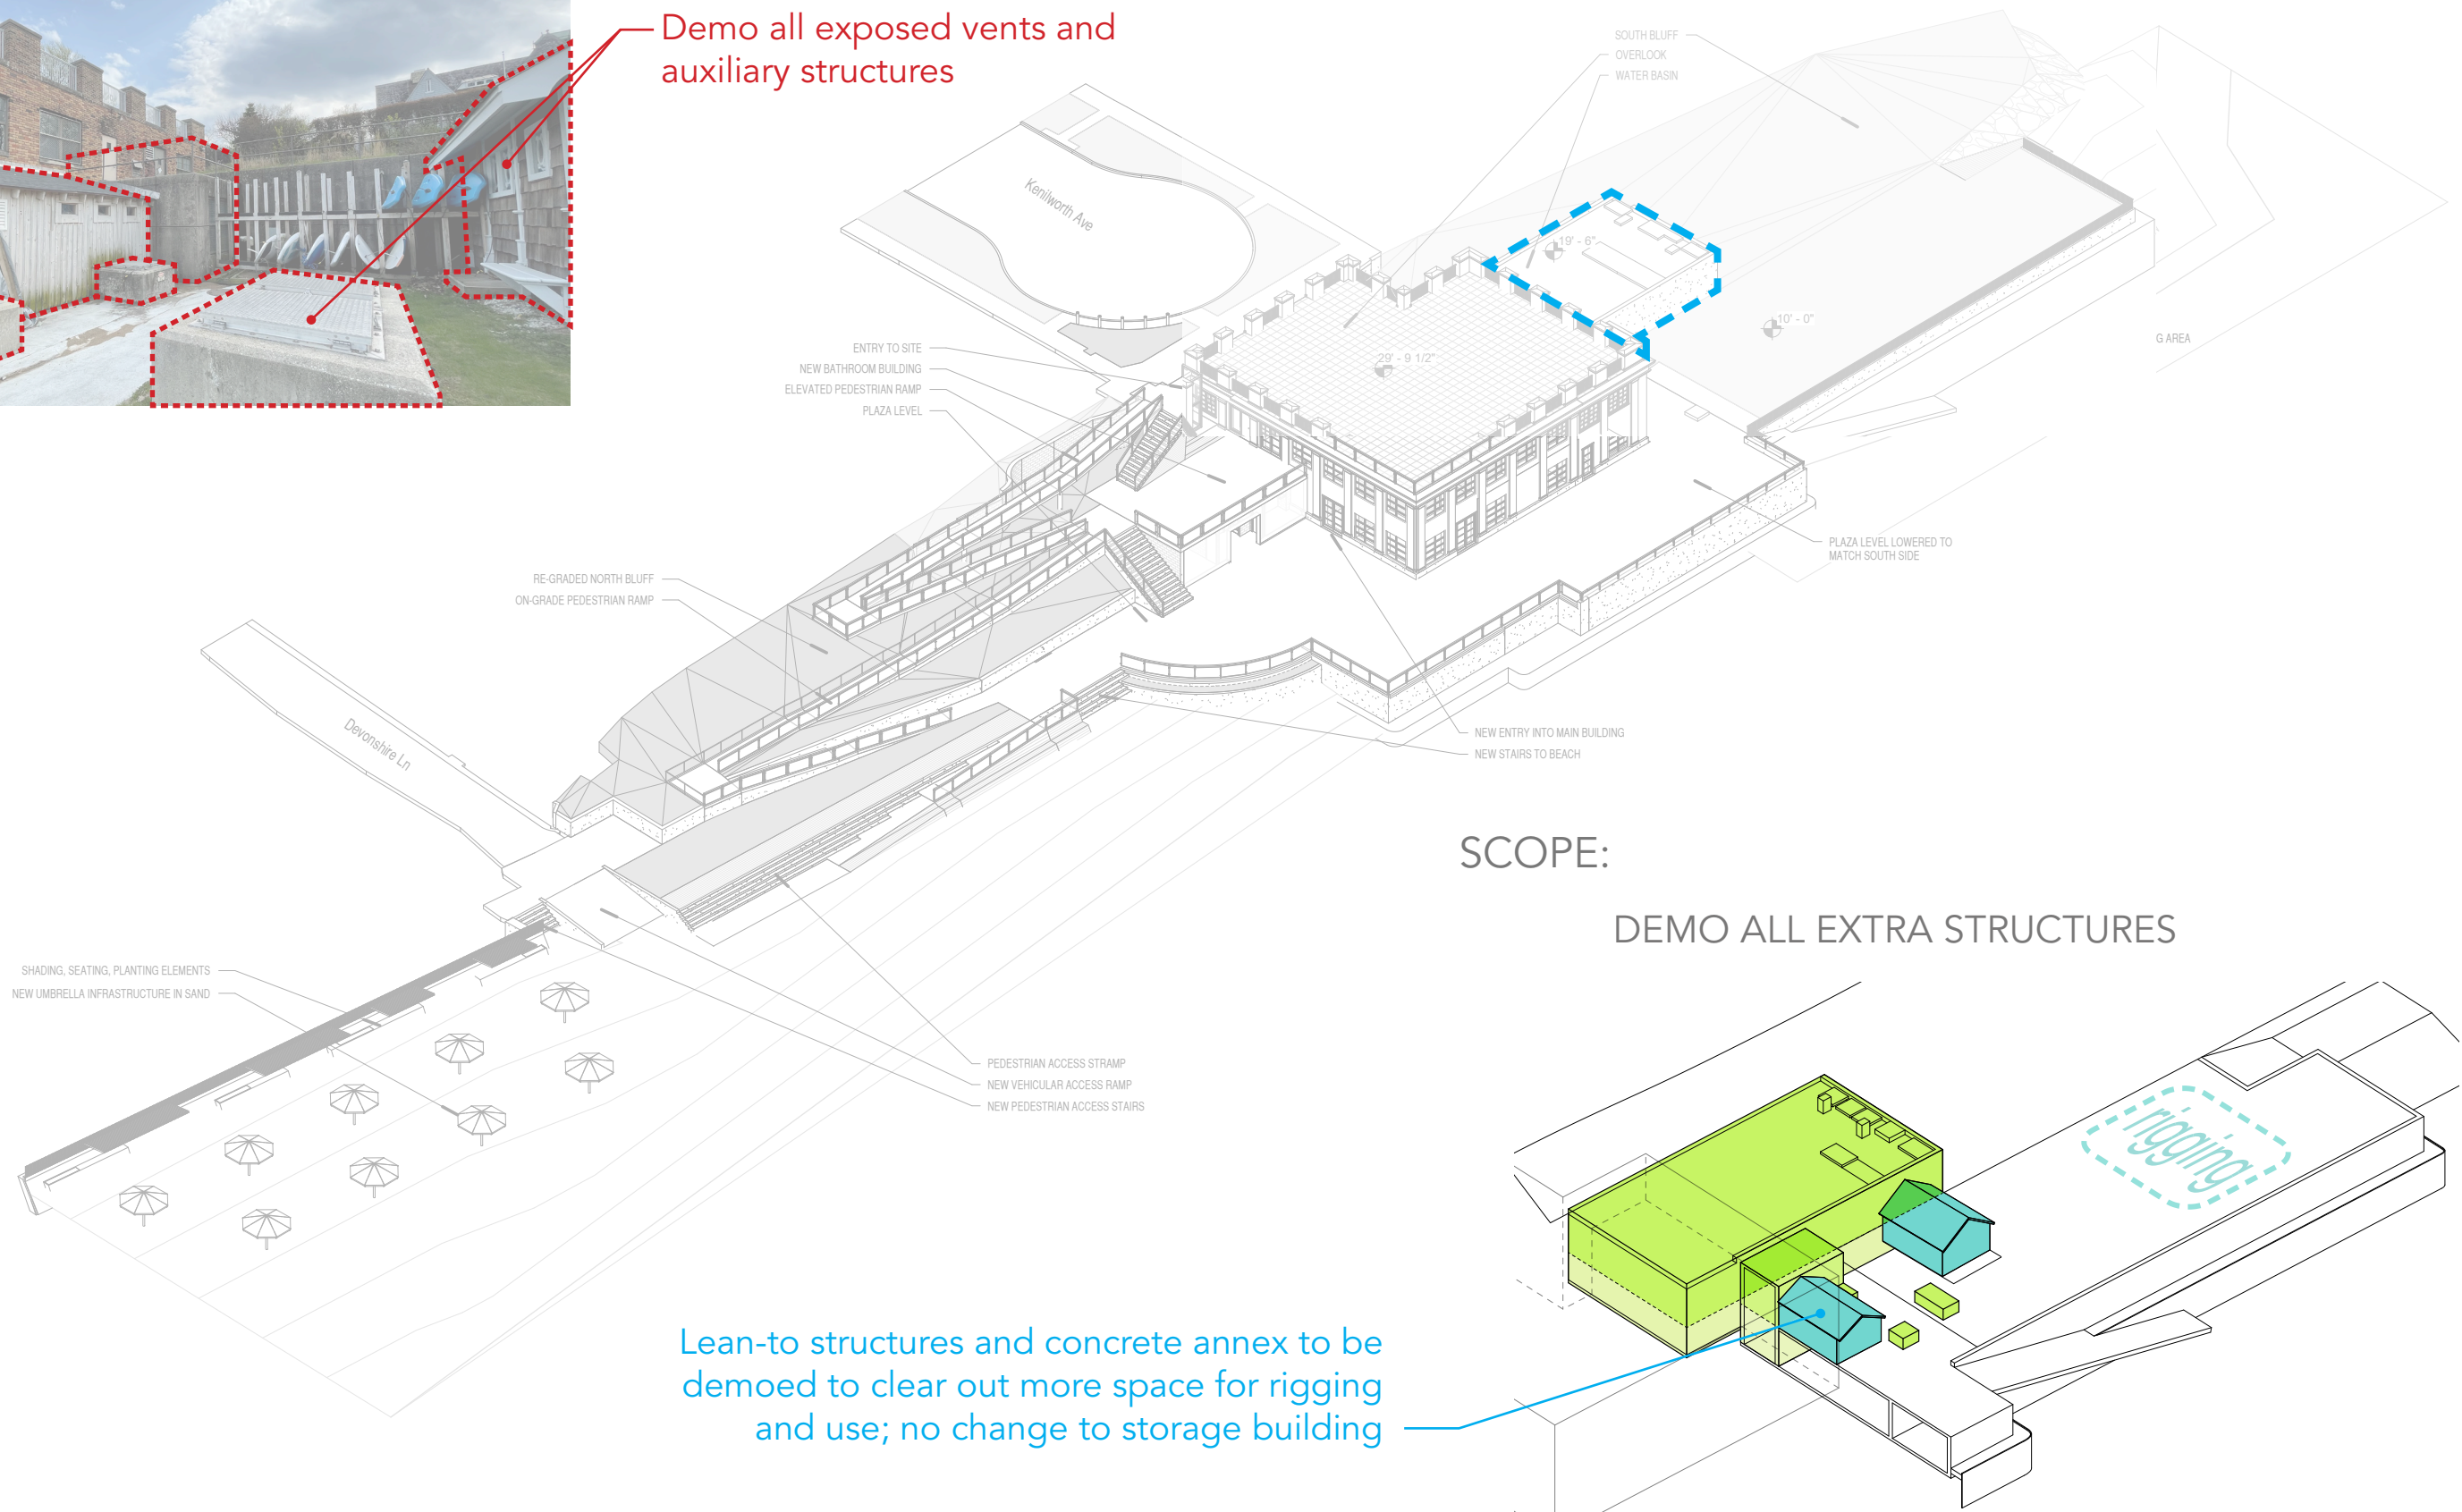 Demo all exposed vents and
auxiliary structures
SOUTH BLUFF
OVERLOOK
WATER BASIN
Kenilworth Ave
19' - 6"
10' - 0"
G AREA
29' - 9 1/2"
ENTRY TO SITE
NEW BATHROOM BUILDING
ELEVATED PEDESTRIAN RAMP
PLAZA LEVEL
PLAZA LEVEL LOWERED TO
MATCH SOUTH SIDE
RE-GRADED NORTH BLUFF
ON-GRADE PEDESTRIAN RAMP
Devonshire Ln
NEW ENTRY INTO MAIN BUILDING
NEW STAIRS TO BEACH
SCOPE:
DEMO ALL EXTRA STRUCTURES
SHADING, SEATING, PLANTING ELEMENTS
NEW UMBRELLA INFRASTRUCTURE IN SAND
PEDESTRIAN ACCESS STRAMP
NEW VEHICULAR ACCESS RAMP
NEW PEDESTRIAN ACCESS STAIRS
rigging
Lean-to structures and concrete annex to be
demoed to clear out more space for rigging
and use; no change to storage building